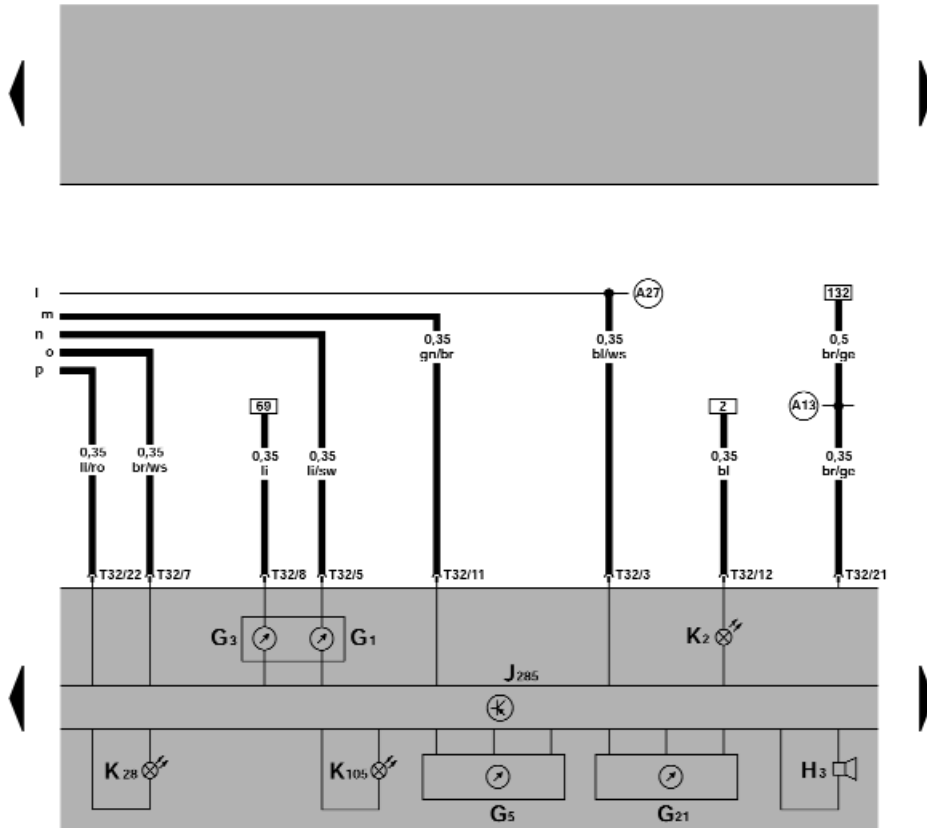 l
A27
132
m
n
o
p
0,35
gn/br
0,35
bl/ws
0,5
br/ge
69
2
A13
0,35
ll/ro
0,35
br/ws
0,35
li
0,35
li/sw
0,35
bl
0,35
br/ge
T32/22
T32/7
T32/8
T32/5
T32/11
T32/3
T32/12
T32/21
G3
G1
K2
J285
K28
K105
G5
G21
H3